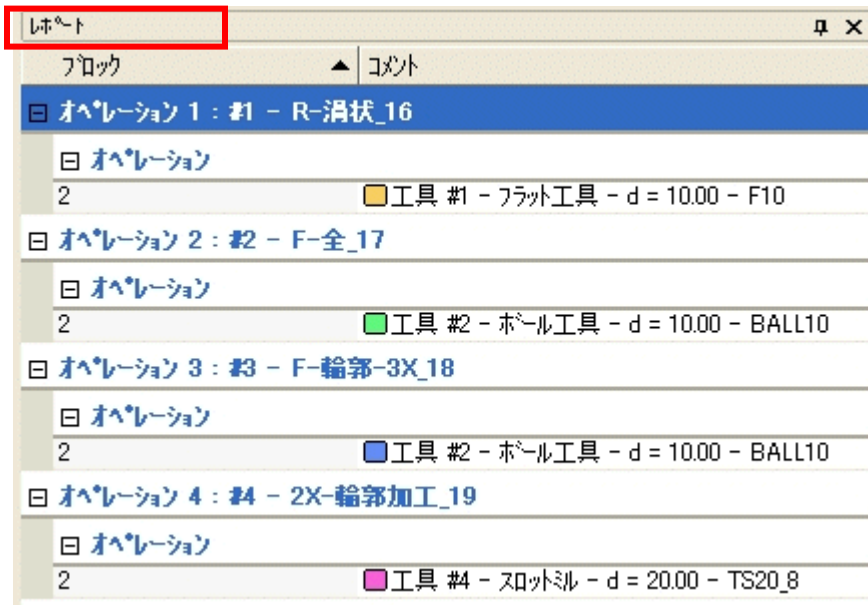 ﾚﾎﾟｰﾄ
ﾌﾞﾛｯｸ ｺﾒﾝﾄ
ｵﾍﾟﾚｰｼｮﾝ 1 : #1 - R-渦状_16
ｵﾍﾟﾚｰｼｮﾝ
2 工具 #1 - ﾌﾗｯﾄ工具 - d = 10.00 - F10
ｵﾍﾟﾚｰｼｮﾝ 2 : #2 - F-全_17
ｵﾍﾟﾚｰｼｮﾝ
2 工具 #2 - ﾎﾞｰﾙ工具 - d = 10.00 - BALL10
ｵﾍﾟﾚｰｼｮﾝ 3 : #3 - F-輪郭-3X_18
ｵﾍﾟﾚｰｼｮﾝ
2 工具 #2 - ﾎﾞｰﾙ工具 - d = 10.00 - BALL10
ｵﾍﾟﾚｰｼｮﾝ 4 : #4 - 2X-輪郭加工_19
ｵﾍﾟﾚｰｼｮﾝ
2 工具 #4 - ｽﾛｯﾄﾐﾙ - d = 20.00 - TS20_8